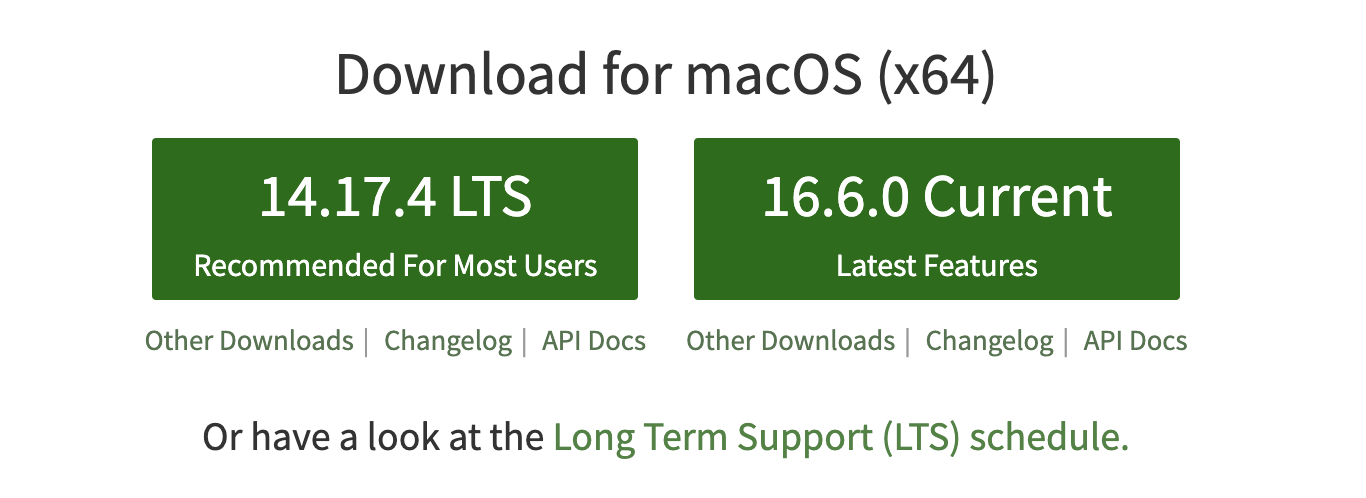 Download for macOS (x64)
14.17.4 LTS
Recommended For Most Users
16.6.0 Current
Latest Features
Other Downloads | Changelog | API Docs
Other Downloads | Changelog | API Docs
Or have a look at the Long Term Support (LTS) schedule.